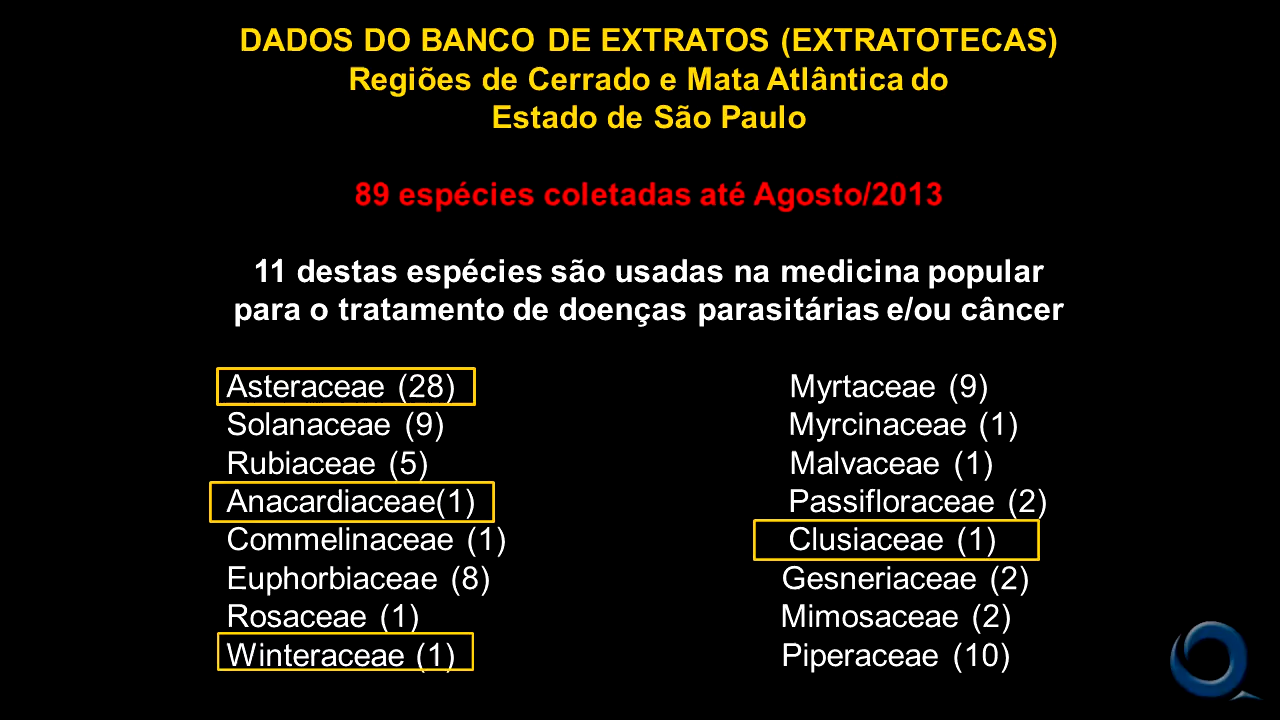 DADOS DO BANCO DE EXTRATOS (EXTRATOTECAS)
Regiões de Cerrado e Mata Atlântica do
Estado de São Paulo
89 espécies coletadas até Agosto/2013
11 destas espécies são usadas na medicina popular
para o tratamento de doenças parasitárias e/ou câncer
Asteraceae (28)
Solanaceae (9)
Rubiaceae (5)
Anacardiaceae(1)
Commelinaceae (1)
Euphorbiaceae (8)
Rosaceae (1)
Winteraceae (1)
Myrtaceae (9)
Myrcinaceae (1)
Malvaceae (1)
Passifloraceae (2)
Clusiaceae (1)
Gesneriaceae (2)
Mimosaceae (2)
Piperaceae (10)